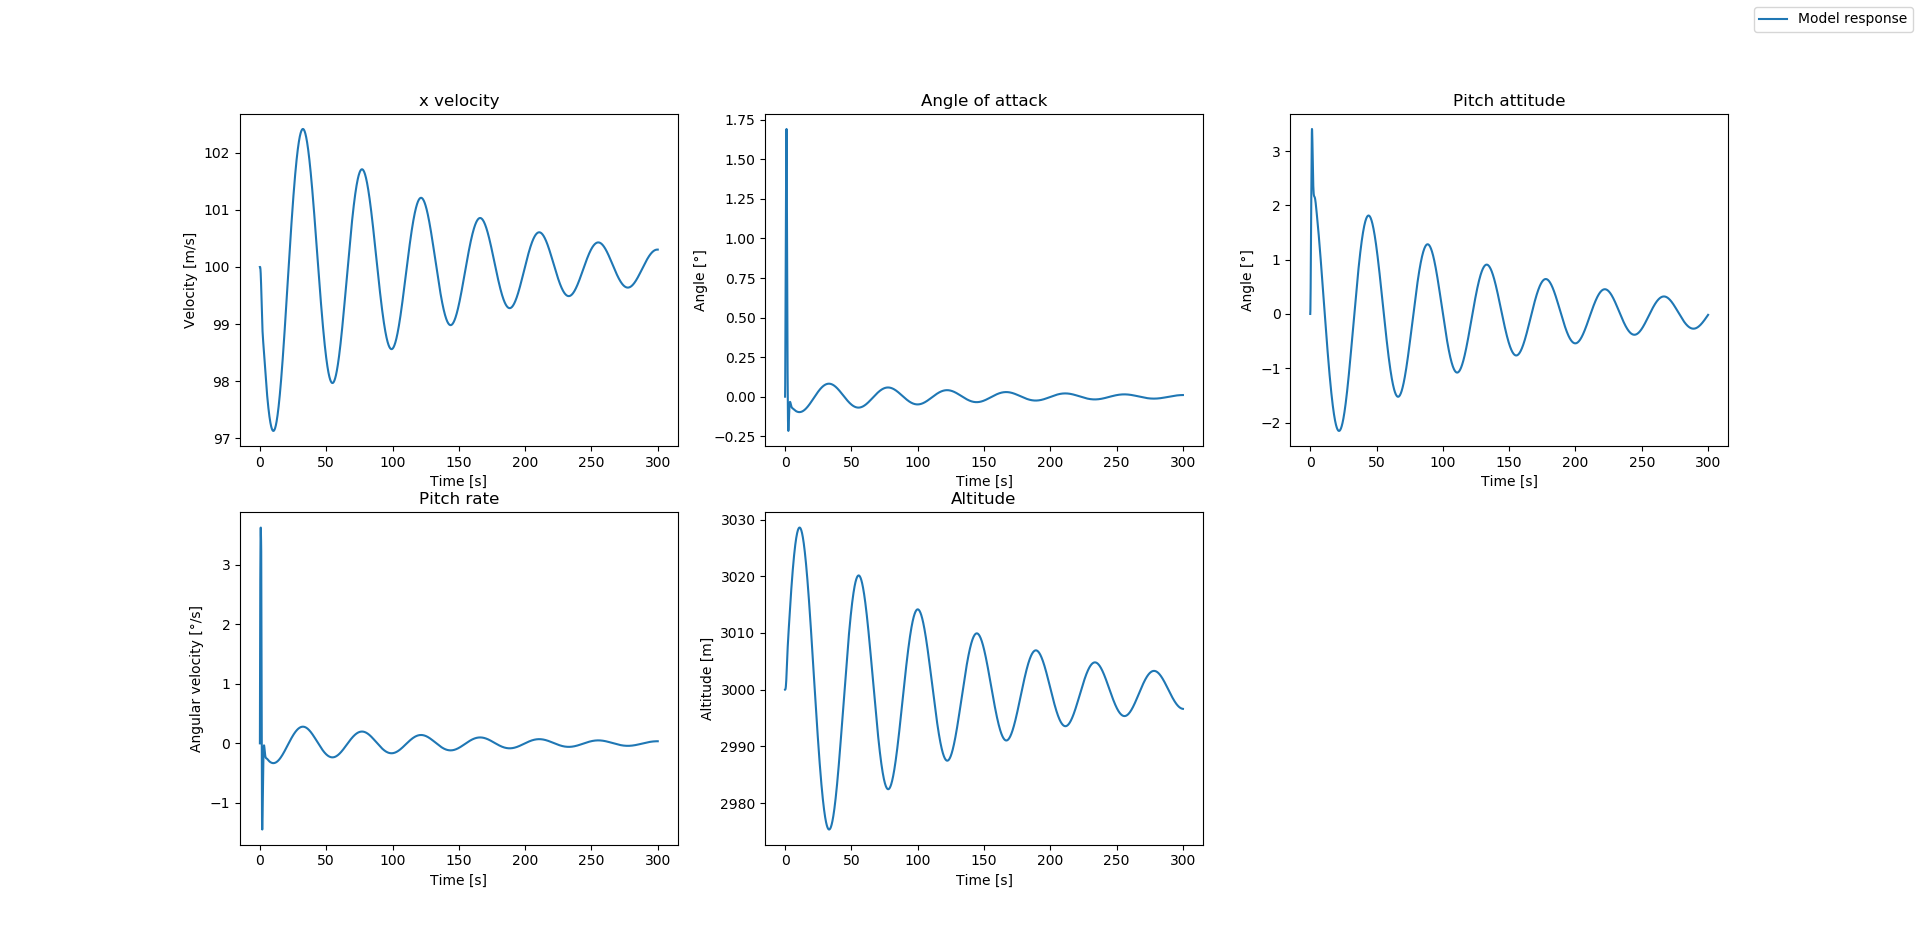 Model response
x velocity
Velocity [m/s]
102
101
100
99
98
97
0 50 100 150 200 250 300
Time [s]
Angle of attack
Angle [°]
1.75
1.50
1.25
1.00
0.75
0.50
0.25
0.00
−0.25
0 50 100 150 200 250 300
Time [s]
Pitch attitude
Angle [°]
3
2
1
0
−1
−2
0 50 100 150 200 250 300
Time [s]
Pitch rate
Angular velocity [°/s]
3
2
1
0
−1
0 50 100 150 200 250 300
Time [s]
Altitude
Altitude [m]
3030
3020
3010
3000
2990
2980
0 50 100 150 200 250 300
Time [s]